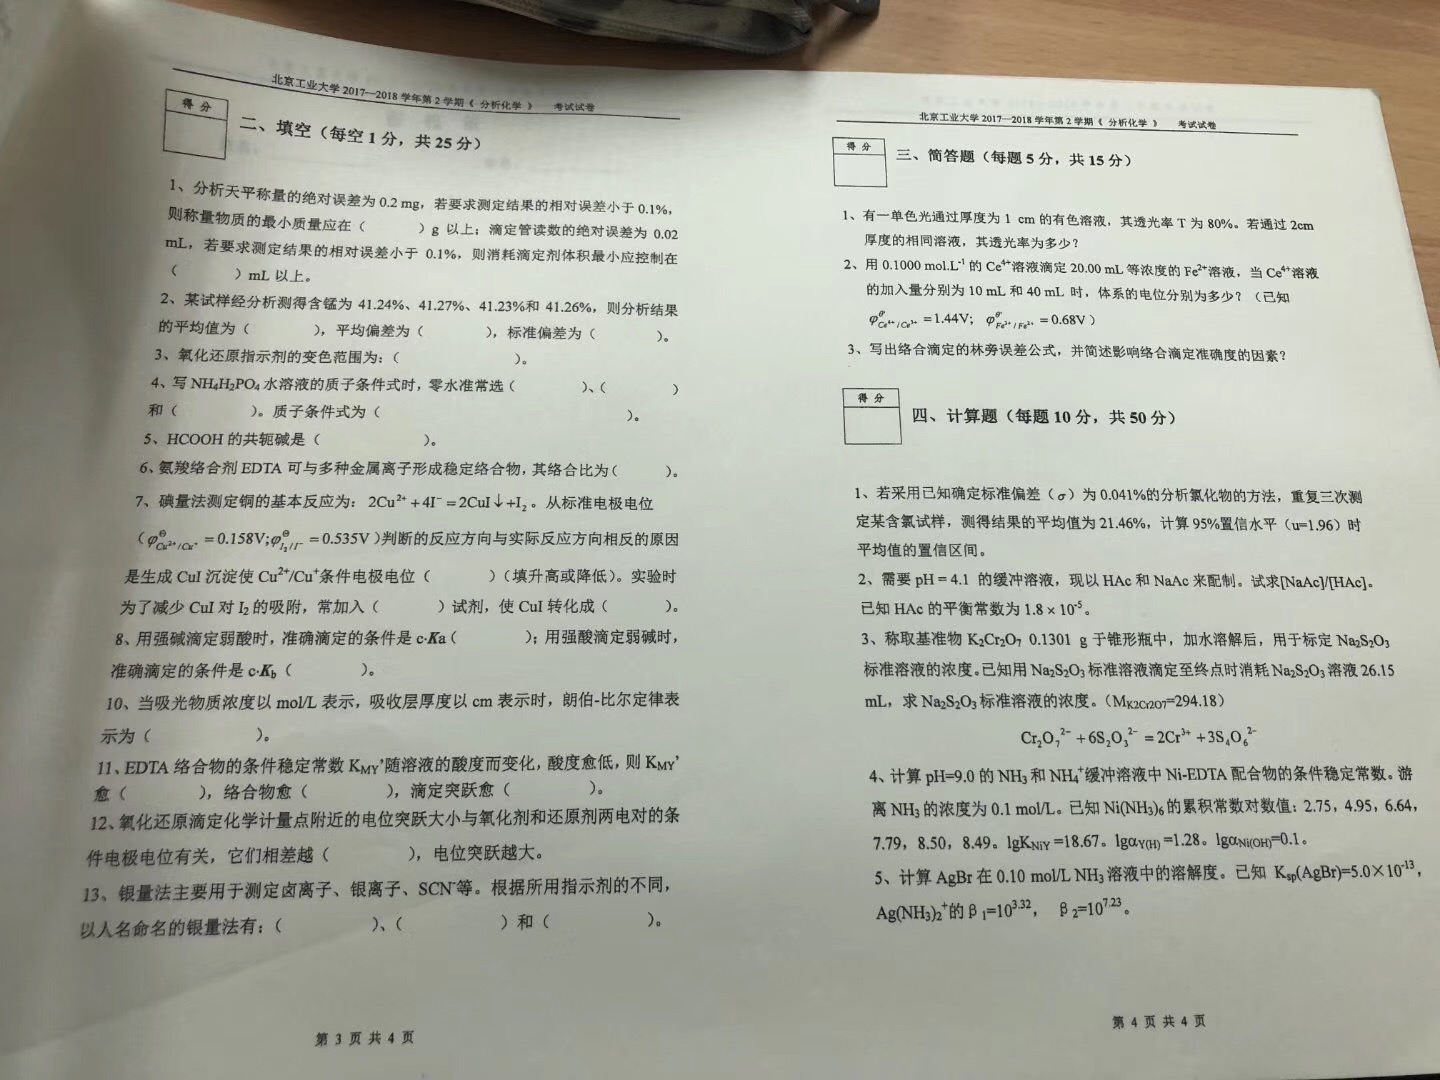 北京工业大学 2017—2018 学年第 2 学期《 分析化学 》 考试试卷
得 分
二、填空（每空 1 分，共 25 分）
1、分析天平称量的绝对误差为 0.2 mg，若要求测定结果的相对误差小于 0.1%，
则称量物质的最小质量应在（ ）g 以上；滴定管读数的绝对误差为 0.02
mL，若要求测定结果的相对误差小于 0.1%，则消耗滴定剂体积最小应控制在
（ ）mL 以上。
2、某试样经分析测得含锰为 41.24%、41.27%、41.23%和 41.26%，则分析结果
的平均值为（ ），平均偏差为（ ），标准偏差为（ ）。
3、氧化还原指示剂的变色范围为：（ ）。
4、写 NH₄H₂PO₄ 水溶液的质子条件式时，零水准常选（ ）、（ ）
和（ ）。质子条件式为（ ）。
5、HCOOH 的共轭碱是（ ）。
6、氨羧络合剂 EDTA 可与多种金属离子形成稳定络合物，其络合比为（ ）。
7、碘量法测定铜的基本反应为：2Cu²⁺ + 4I⁻ = 2CuI↓ + I₂ 。从标准电极电位
（φ^Θ_Cu²⁺/Cu⁺ = 0.158V; φ^Θ_I₂/I⁻ = 0.535V）判断的反应方向与实际反应方向相反的原因
是生成 CuI 沉淀使 Cu²⁺/Cu⁺条件电极电位（ ）（填升高或降低）。实验时
为了减少 CuI 对 I₂ 的吸附，常加入（ ）试剂，使 CuI 转化成（ ）。
8、用强碱滴定弱酸时，准确滴定的条件是 c·Ka（ ）；用强酸滴定弱碱时，
准确滴定的条件是 c·K_b（ ）。
10、当吸光物质浓度以 mol/L 表示，吸收层厚度以 cm 表示时，朗伯-比尔定律表
示为（ ）。
11、EDTA 络合物的条件稳定常数 K_MY’随溶液的酸度而变化，酸度愈低，则 K_MY’
愈（ ），络合物愈（ ），滴定突跃愈（ ）。
12、氧化还原滴定化学计量点附近的电位突跃大小与氧化剂和还原剂两电对的条
件电极电位有关，它们相差越（ ），电位突跃越大。
13、银量法主要用于测定卤离子、银离子、SCN⁻等。根据所用指示剂的不同，
以人名命名的银量法有：（ ）、（ ）和（ ）。
第 3 页 共 4 页
北京工业大学 2017—2018 学年第 2 学期《 分析化学 》 考试试卷
得 分
三、简答题（每题 5 分，共 15 分）
1、有一单色光通过厚度为 1 cm 的有色溶液，其透光率 T 为 80%。若通过 2cm
厚度的相同溶液，其透光率为多少？
2、用 0.1000 mol.L⁻¹ 的 Ce⁴⁺溶液滴定 20.00 mL 等浓度的 Fe²⁺溶液，当 Ce⁴⁺溶液
的加入量分别为 10 mL 和 40 mL 时，体系的电位分别为多少？（已知
φ^θ_Ce⁴⁺/Ce³⁺ =1.44V; φ^θ_Fe³⁺/Fe²⁺ = 0.68V）
3、写出络合滴定的林旁误差公式，并简述影响络合滴定准确度的因素？
得 分
四、计算题（每题 10 分，共 50 分）
1、若采用已知确定标准偏差（σ）为 0.041%的分析氯化物的方法，重复三次测
定某含氯试样，测得结果的平均值为 21.46%，计算 95%置信水平（u=1.96）时
平均值的置信区间。
2、需要 pH = 4.1 的缓冲溶液，现以 HAc 和 NaAc 来配制。试求[NaAc]/[HAc]。
已知 HAc 的平衡常数为 1.8 × 10⁻⁵。
3、称取基准物 K₂Cr₂O₇ 0.1301 g 于锥形瓶中，加水溶解后，用于标定 Na₂S₂O₃
标准溶液的浓度。已知用 Na₂S₂O₃ 标准溶液滴定至终点时消耗 Na₂S₂O₃ 溶液 26.15
mL，求 Na₂S₂O₃ 标准溶液的浓度。（M_K2Cr2O7=294.18）
Cr₂O₇²⁻ + 6S₂O₃²⁻ = 2Cr³⁺ + 3S₄O₆²⁻
4、计算 pH=9.0 的 NH₃ 和 NH₄⁺缓冲溶液中 Ni-EDTA 配合物的条件稳定常数。游
离 NH₃ 的浓度为 0.1 mol/L。已知 Ni(NH₃)₆ 的累积常数对数值：2.75，4.95，6.64，
7.79，8.50，8.49。lgK_NiY =18.67。lgα_Y(H) =1.28。lgα_Ni(OH)=0.1。
5、计算 AgBr 在 0.10 mol/L NH₃ 溶液中的溶解度。已知 K_sp(AgBr)=5.0×10⁻¹³，
Ag(NH₃)₂⁺的 β₁=10^3.32， β₂=10^7.23。
第 4 页 共 4 页